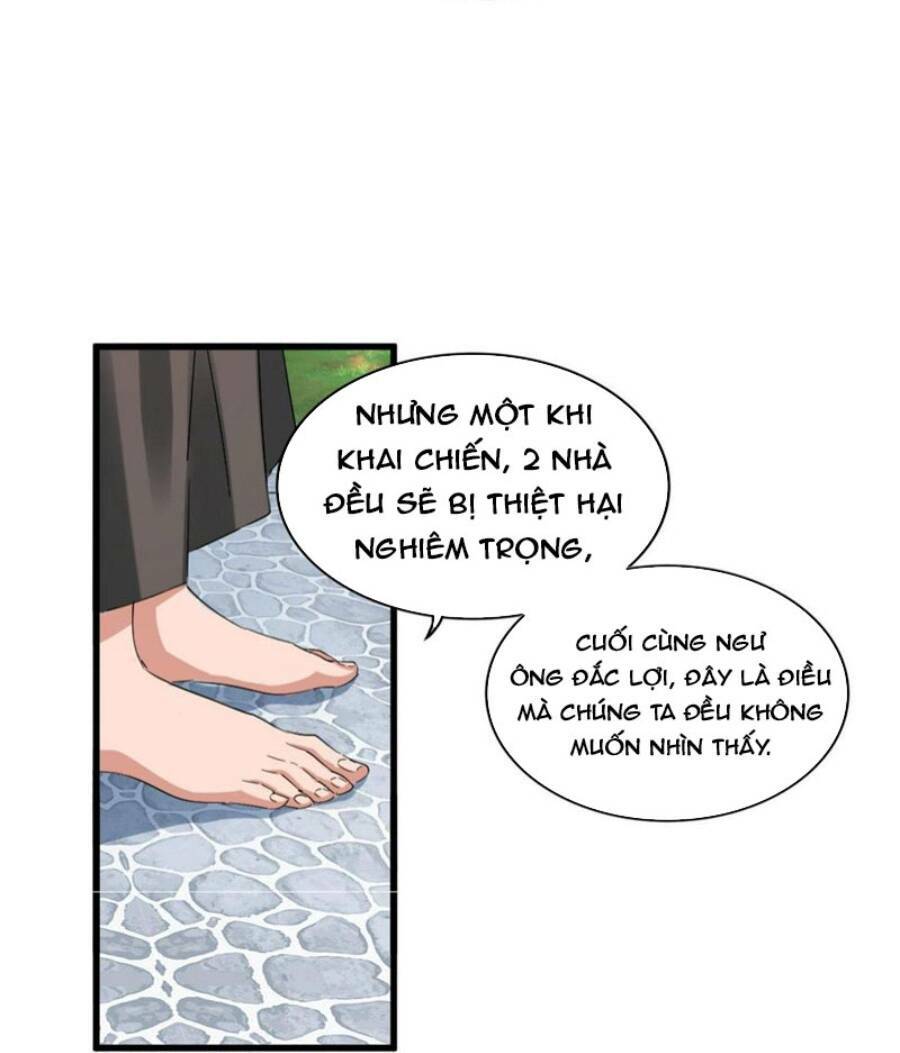 NHƯNG MỘT KHI
KHAI CHIẾN, 2 NHÀ
ĐỀU SẼ BỊ THIỆT HẠI
NGHIÊM TRỌNG,
CUỐI CÙNG NGƯ
ÔNG ĐẮC LỢI, ĐÂY LÀ ĐIỀU
MÀ CHÚNG TA ĐỀU KHÔNG
MUỐN NHÌN THẤY.